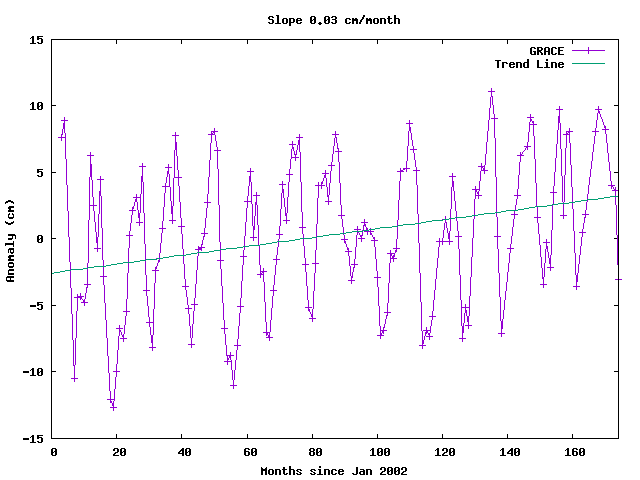 Slope 0.03 cm/month
GRACE
Trend Line
15
10
5
0
-5
-10
-15
Anomaly (cm)
0 20 40 60 80 100 120 140 160
Months since Jan 2002